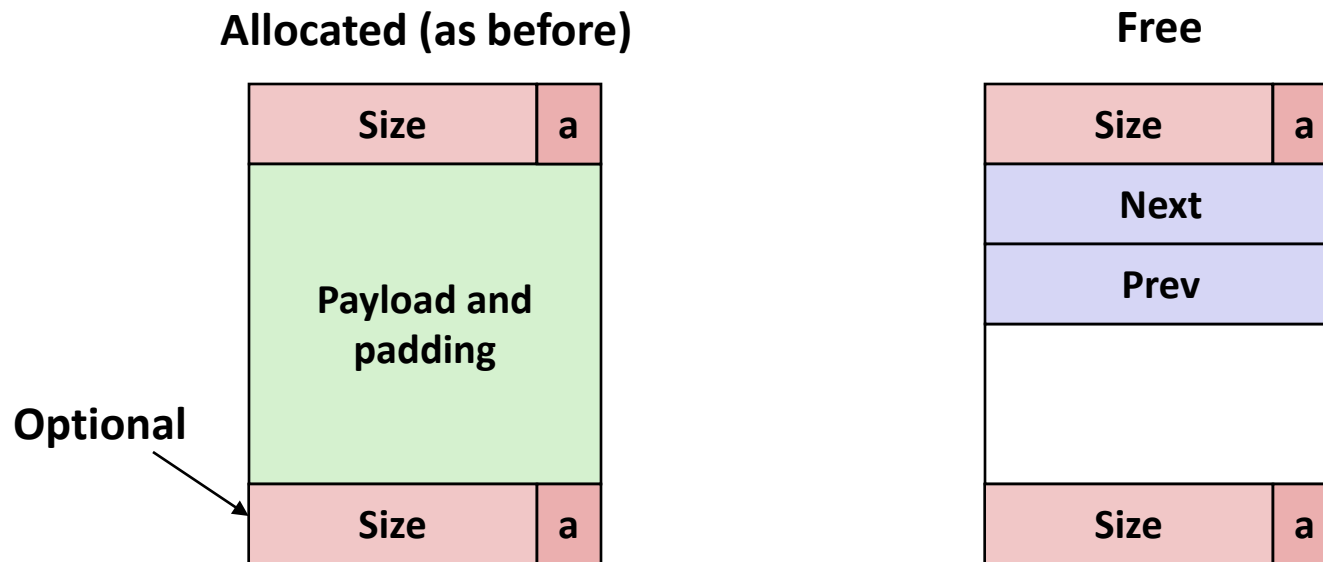 Allocated (as before)
Free
Size a
Size a
Next
Prev
Payload and
padding
Optional
Size a
Size a